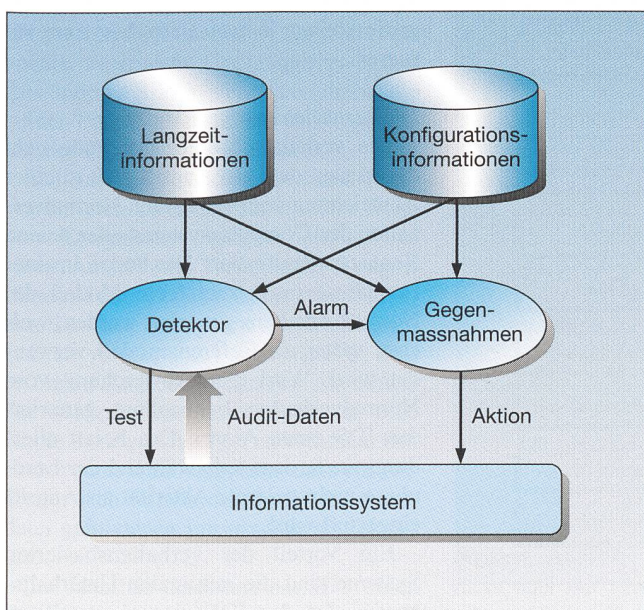 Langzeit-
informationen
Konfigurations-
informationen
Detektor
Alarm
Gegen-
massnahmen
Test
Audit-Daten
Aktion
Informationssystem